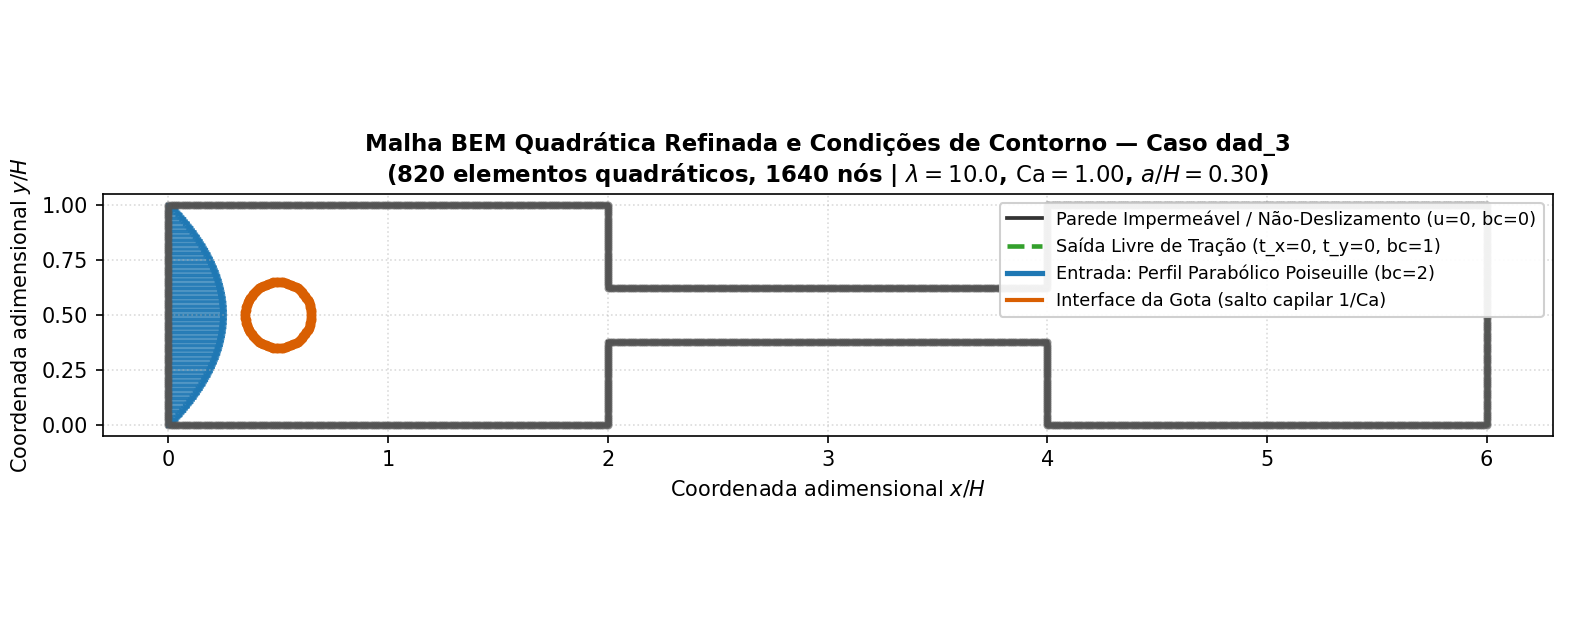 Malha BEM Quadrática Refinada e Condições de Contorno — Caso dad_3
(820 elementos quadráticos, 1640 nós | λ = 10.0, Ca = 1.00, a/H = 0.30)
Coordenada adimensional y/H
1.00
0.75
0.50
0.25
0.00
Parede Impermeável / Não-Deslizamento (u=0, bc=0)
Saída Livre de Tração (t_x=0, t_y=0, bc=1)
Entrada: Perfil Parabólico Poiseuille (bc=2)
Interface da Gota (salto capilar 1/Ca)
0 1 2 3 4 5 6
Coordenada adimensional x/H